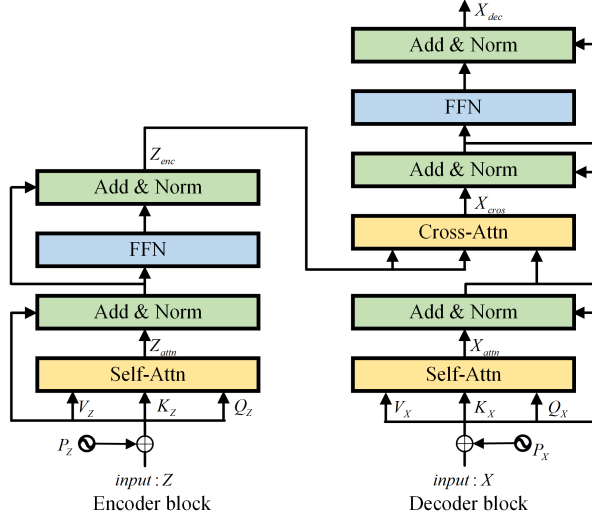 X_dec
Add & Norm
FFN
Add & Norm
X_cros
Cross-Attn
Add & Norm
X_attn
Self-Attn
V_X K_X Q_X
P_X
input : X
Decoder block
Z_enc
Add & Norm
FFN
Add & Norm
Z_attn
Self-Attn
V_Z K_Z Q_Z
P_Z
input : Z
Encoder block